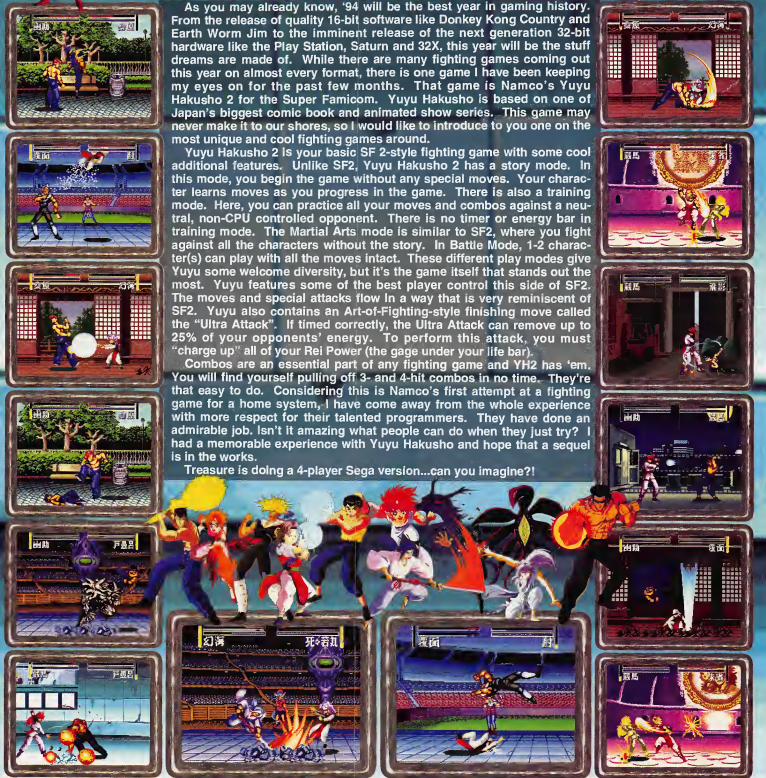 As you may already know, '94 will be the best year in gaming history.
From the release of quality 16-bit software like Donkey Kong Country and
Earth Worm Jim to the imminent release of the next generation 32-bit
hardware like the Play Station, Saturn and 32X, this year will be the stuff
dreams are made of. While there are many fighting games coming out
this year on almost every format, there is one game I have been keeping
my eyes on for the past few months. That game is Namco's Yuyu
Hakusho 2 for the Super Famicom. Yuyu Hakusho is based on one of
Japan's biggest comic book and animated show series. This game may
never make it to our shores, so I would like to introduce to you one on the
most unique and cool fighting games around.
Yuyu Hakusho 2 is your basic SF 2-style fighting game with some cool
additional features. Unlike SF2, Yuyu Hakusho 2 has a story mode. In
this mode, you begin the game without any special moves. Your charac-
ter learns moves as you progress in the game. There is also a training
mode. Here, you can practice all your moves and combos against a neu-
tral, non-CPU controlled opponent. There is no timer or energy bar in
training mode. The Martial Arts mode is similar to SF2, where you fight
against all the characters without the story. In Battle Mode, 1-2 charac-
ter(s) can play with all the moves intact. These different play modes give
Yuyu some welcome diversity, but it's the game itself that stands out the
most. Yuyu features some of the best player control this side of SF2.
The moves and special attacks flow In a way that is very reminiscent of
SF2. Yuyu also contains an Art-of-Fighting-style finishing move called
the "Ultra Attack". If timed correctly, the Ultra Attack can remove up to
25% of your opponents' energy. To perform this attack, you must
"charge up" all of your Rei Power (the gage under your life bar).
Combos are an essential part of any fighting game and YH2 has 'em.
You will find yourself pulling off 3- and 4-hit combos in no time. They're
that easy to do. Considering this is Namco's first attempt at a fighting
game for a home system, I have come away from the whole experience
with more respect for their talented programmers. They have done an
admirable job. Isn't it amazing what people can do when they just try? I
had a memorable experience with Yuyu Hakusho and hope that a sequel
is in the works.
Treasure is doing a 4-player Sega version...can you imagine?!
幽助
戸愚呂
幻海
死々若丸
覆面
酎